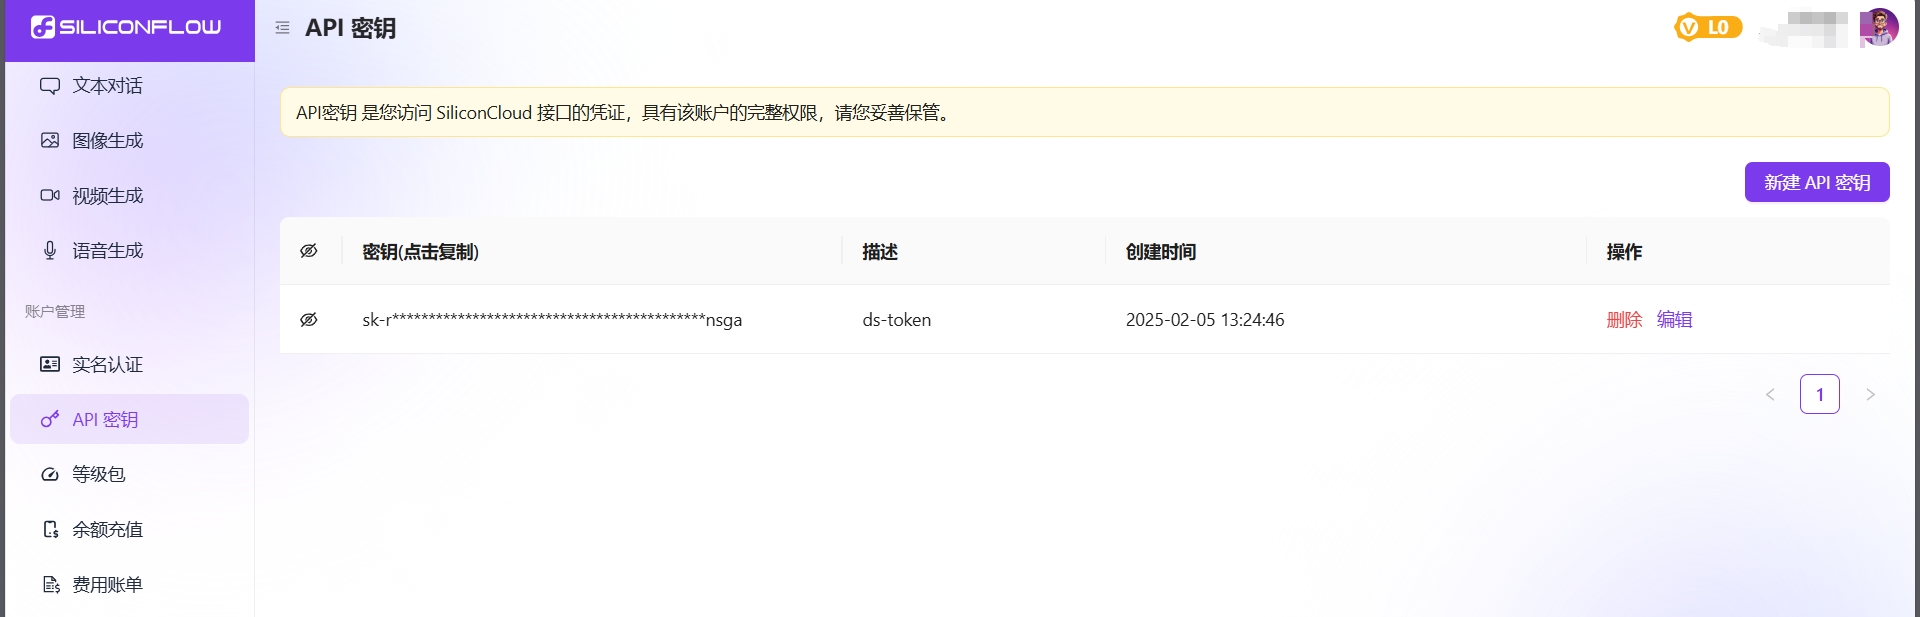 SILICONFLOW
API 密钥
L0
文本对话
图像生成
视频生成
语音生成
账户管理
实名认证
API 密钥
等级包
余额充值
费用账单
API密钥 是您访问 SiliconCloud 接口的凭证，具有该账户的完整权限，请您妥善保管。
新建 API 密钥
密钥(点击复制) 描述 创建时间 操作
sk-r*******************************************nsga ds-token 2025-02-05 13:24:46 删除 编辑
< 1 >